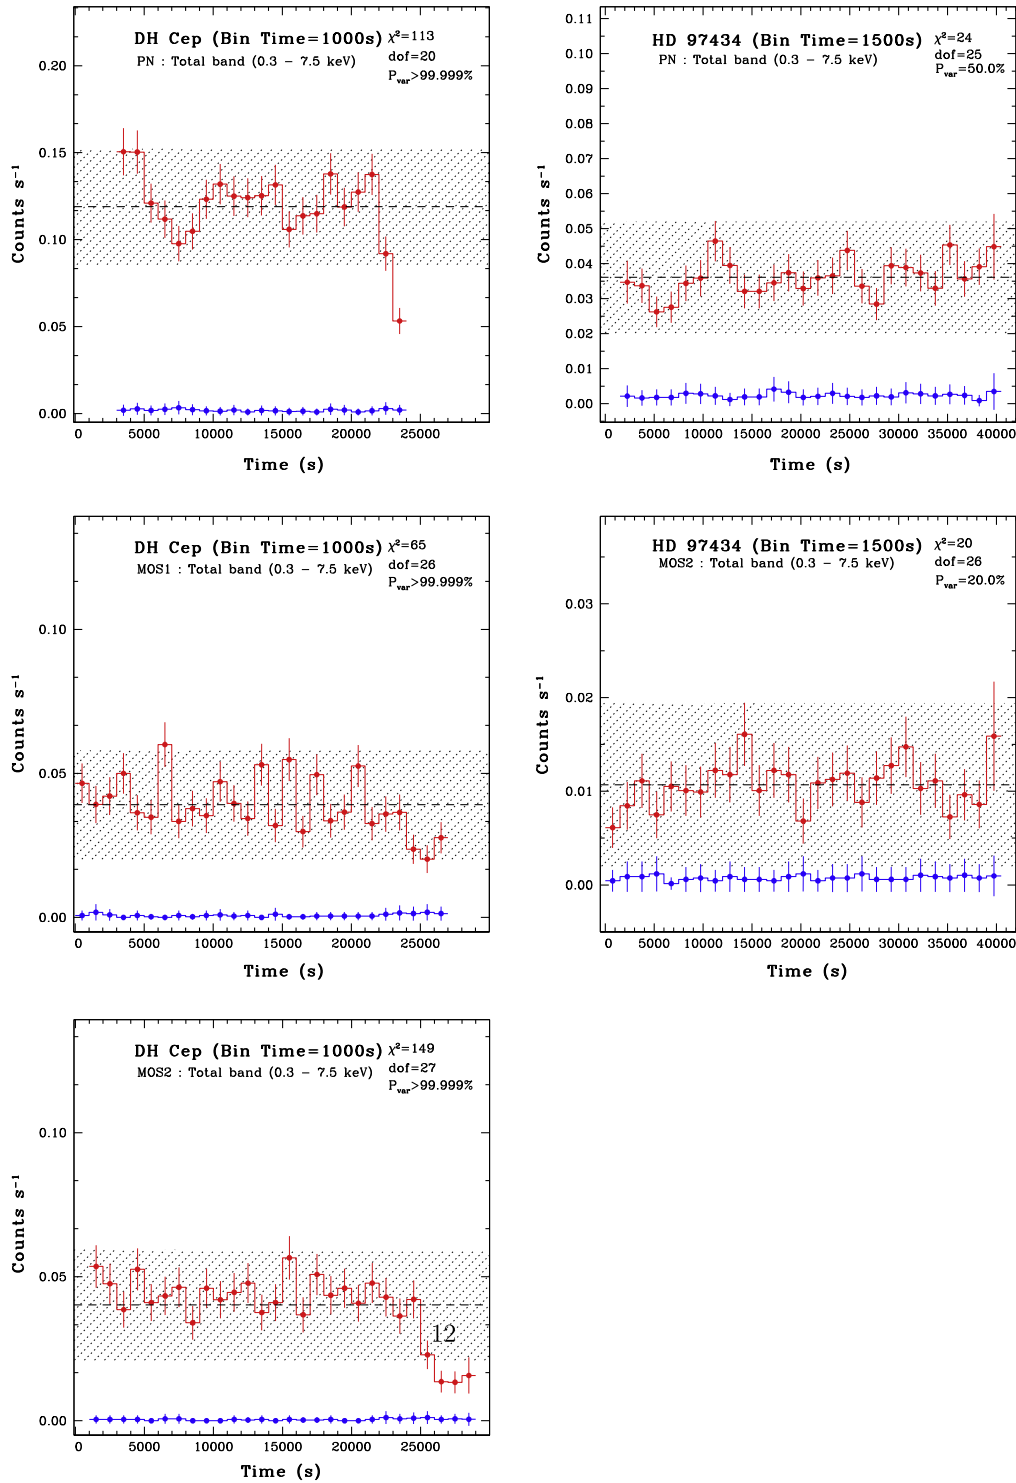 DH Cep (Bin Time=1000s) χ²=113
PN : Total band (0.3 – 7.5 keV) dof=20
P_var>99.999%
0.20
0.15
0.10
0.05
0.00
Counts s⁻¹
0 5000 10000 15000 20000 25000
Time (s)
HD 97434 (Bin Time=1500s) χ²=24
PN : Total band (0.3 – 7.5 keV) dof=25
P_var=50.0%
0.11
0.10
0.09
0.08
0.07
0.06
0.05
0.04
0.03
0.02
0.01
0.00
Counts s⁻¹
0 5000 10000 15000 20000 25000 30000 35000 40000
Time (s)
DH Cep (Bin Time=1000s) χ²=65
MOS1 : Total band (0.3 – 7.5 keV) dof=26
P_var>99.999%
0.10
0.05
0.00
Counts s⁻¹
0 5000 10000 15000 20000 25000
Time (s)
HD 97434 (Bin Time=1500s) χ²=20
MOS2 : Total band (0.3 – 7.5 keV) dof=26
P_var=20.0%
0.03
0.02
0.01
0.00
Counts s⁻¹
0 5000 10000 15000 20000 25000 30000 35000 40000
Time (s)
DH Cep (Bin Time=1000s) χ²=149
MOS2 : Total band (0.3 – 7.5 keV) dof=27
P_var>99.999%
0.10
0.05
0.00
Counts s⁻¹
12
0 5000 10000 15000 20000 25000
Time (s)